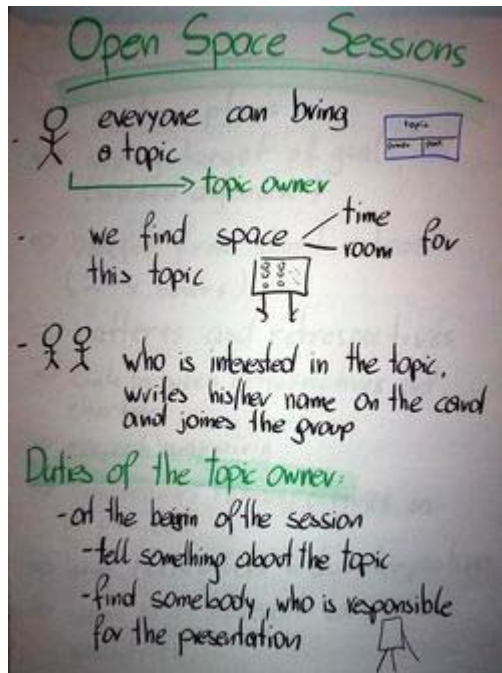 Open Space Sessions
- everyone can bring
a topic
topic
topic owner
time
- we find space room for
this topic
- who is interested in the topic,
writes his/her name on the card
and joines the group
Duties of the topic owner:
- at the begin of the session
- tell something about the topic
- find somebody, who is responsible
for the presentation